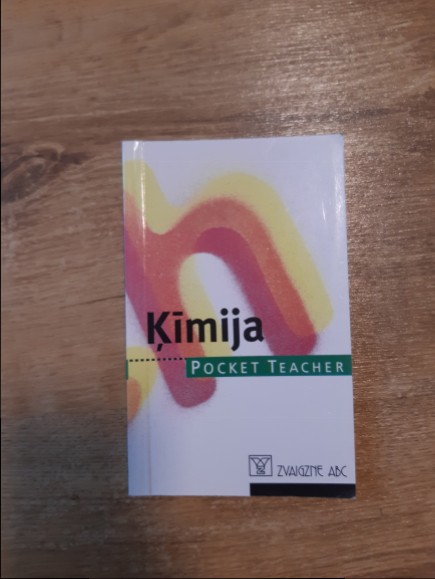 Ķīmija
POCKET TEACHER
ZVAIGZNE ABC